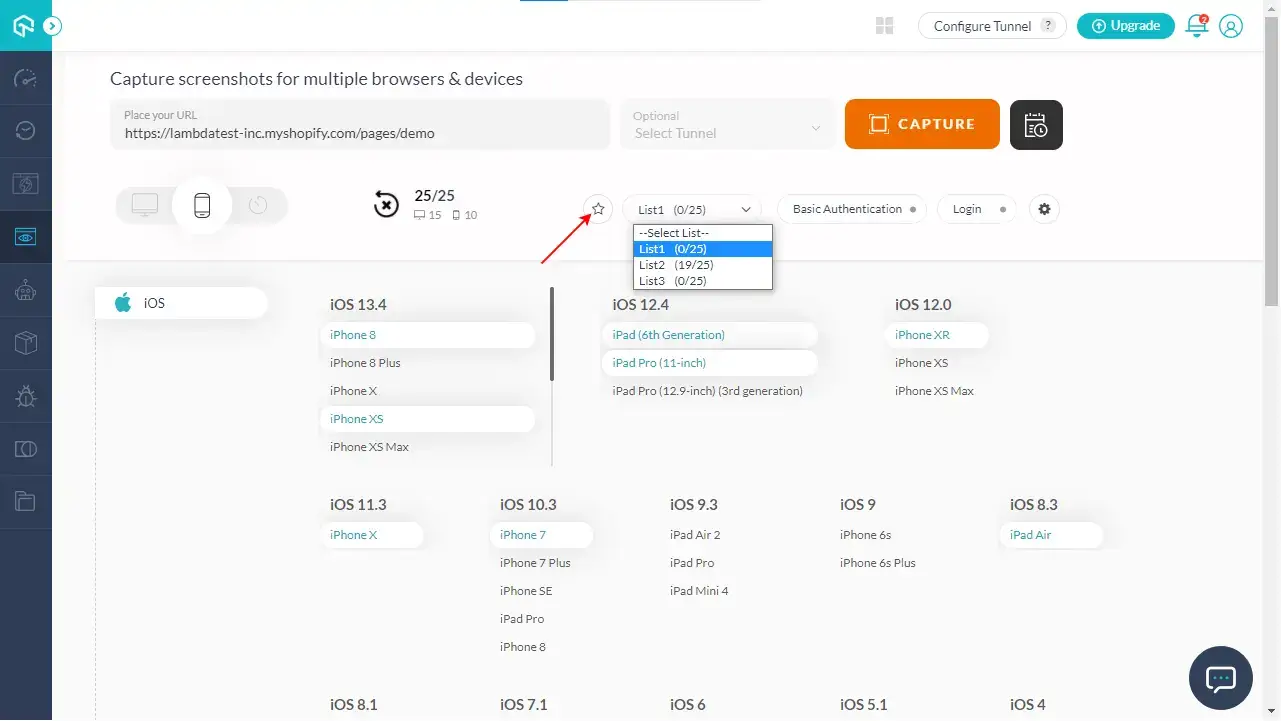 Configure Tunnel ?
Upgrade
2
Capture screenshots for multiple browsers & devices
Place your URL
https://lambdatest-inc.myshopify.com/pages/demo
Optional
Select Tunnel
CAPTURE
25/25
15 10
List1 (0/25)
Basic Authentication
Login
--Select List--
List1 (0/25)
List2 (19/25)
List3 (0/25)
iOS
iOS 13.4
iPhone 8
iPhone 8 Plus
iPhone X
iPhone XS
iPhone XS Max
iOS 12.4
iPad (6th Generation)
iPad Pro (11-inch)
iPad Pro (12.9-inch) (3rd generation)
iOS 12.0
iPhone XR
iPhone XS
iPhone XS Max
iOS 11.3
iPhone X
iOS 10.3
iPhone 7
iPhone 7 Plus
iPhone SE
iPad Pro
iPhone 8
iOS 9.3
iPad Air 2
iPad Pro
iPad Mini 4
iOS 9
iPhone 6s
iPhone 6s Plus
iOS 8.3
iPad Air
iOS 8.1
iOS 7.1
iOS 6
iOS 5.1
iOS 4